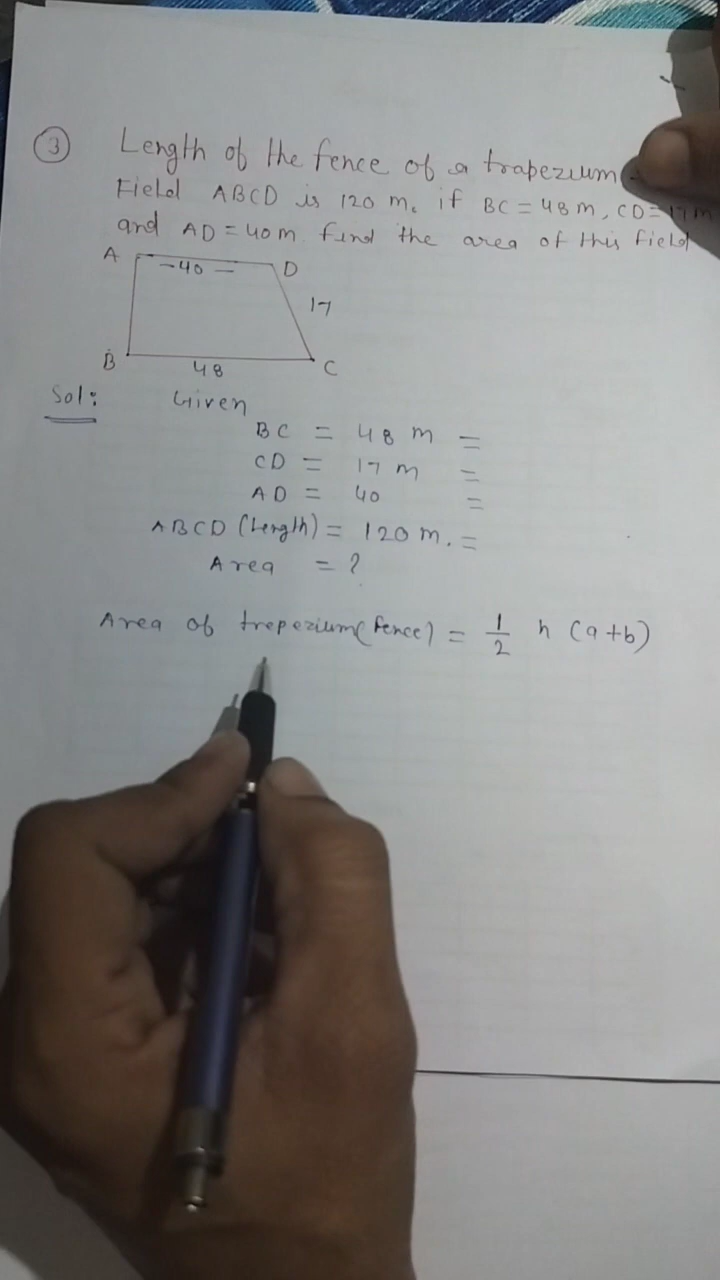 ③ Length of the fence of a trapezium
Field ABCD is 120 m. if BC = 48 m, CD = 17 m
and AD = 40 m find the area of this field
A - 40 - D
17
B 48 C
Sol: Given
BC = 48 m =
CD = 17 m =
AD = 40 =
ABCD (Length) = 120 m. =
Area = ?
Area of trepezium(fence) = 1/2 h (a+b)